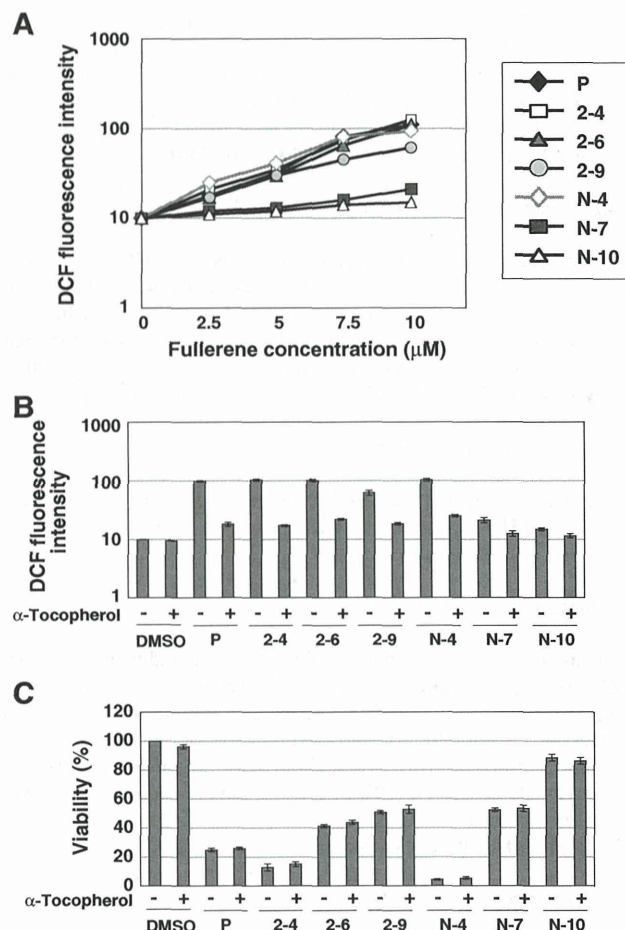 A
1000
100
10
1
DCF fluorescence intensity
0 2.5 5 7.5 10
Fullerene concentration (μM)
P
2-4
2-6
2-9
N-4
N-7
N-10
B
1000
100
10
1
DCF fluorescence
intensity
α-Tocopherol - + - + - + - + - + - + - +
DMSO P 2-4 2-6 2-9 N-4 N-7 N-10
C
120
100
80
60
40
20
0
Viability (%)
α-Tocopherol - + - + - + - + - + - + - + - +
DMSO P 2-4 2-6 2-9 N-4 N-7 N-10